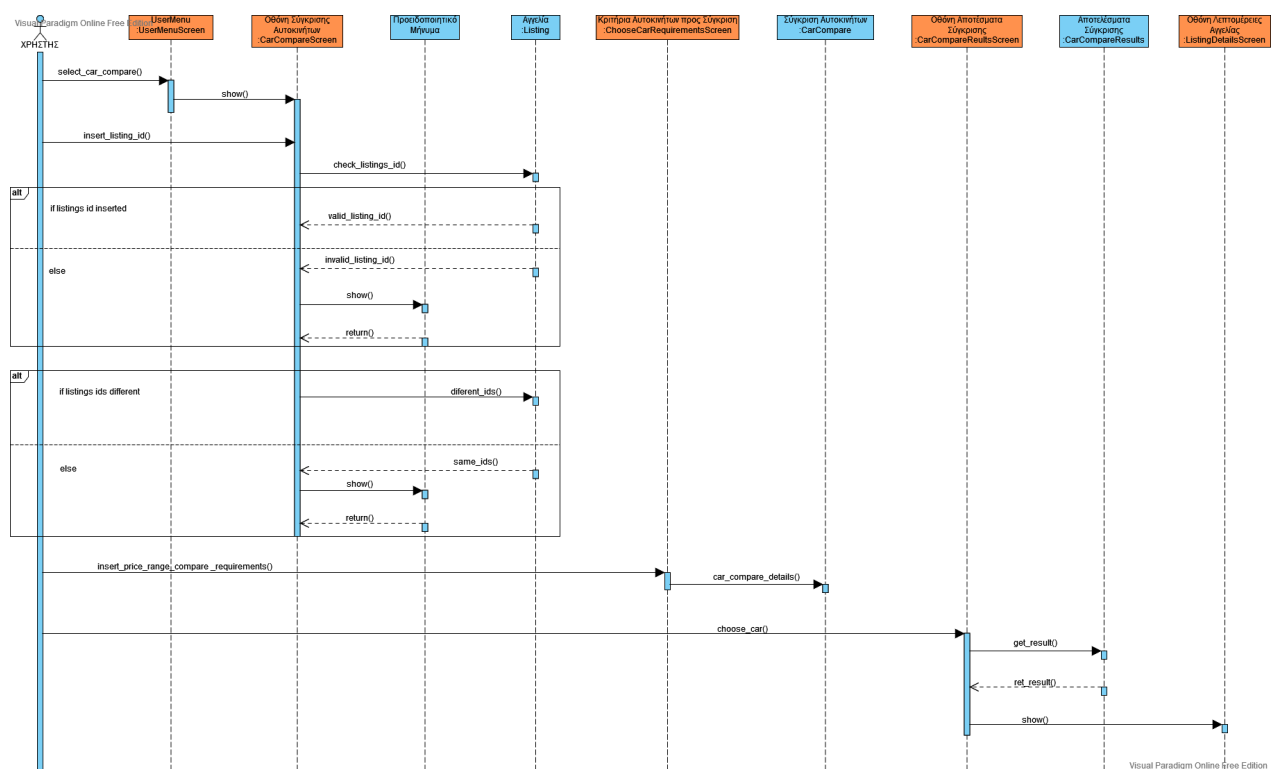 Visual Paradigm Online Free Edition
ΧΡΗΣΤΗΣ
UserMenu
:UserMenuScreen
Οθόνη Σύγκρισης
Αυτοκινήτων
:CarCompareScreen
Προειδοποιητικό
Μήνυμα
Αγγελία
:Listing
Κριτήρια Αυτοκινήτων προς Σύγκριση
:ChooseCarRequirementsScreen
Σύγκριση Αυτοκινήτων
:CarCompare
Οθόνη Αποτέσματα
Σύγκρισης
:CarCompareReultsScreen
Αποτελέσματα
Σύγκρισης
:CarCompareResults
Οθόνη Λεπτομέρειες
Αγγελίας
:ListingDetailsScreen
select_car_compare()
show()
insert_listing_id()
check_listings_id()
alt
if listings id inserted
valid_listing_id()
else
invalid_listing_id()
show()
return()
alt
if listings ids different
diferent_ids()
else
same_ids()
show()
return()
insert_price_range_compare _requirements()
car_compare_details()
choose_car()
get_result()
ret_result()
show()
Visual Paradigm Online Free Edition